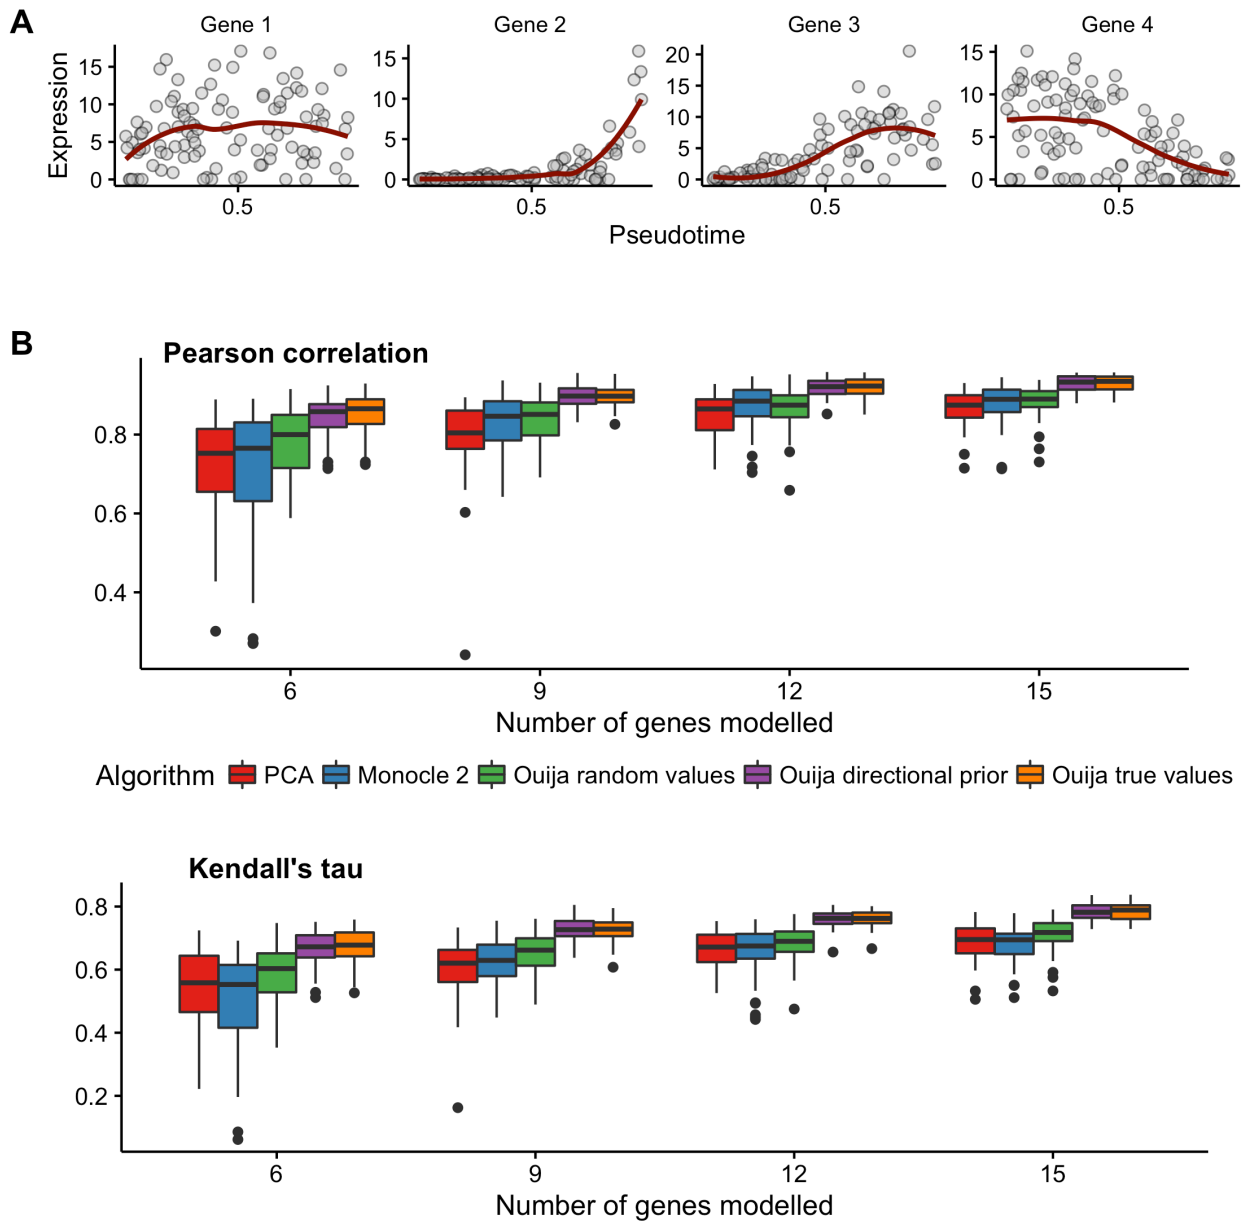 A
Gene 1 Gene 2 Gene 3 Gene 4
Expression
15
10
5
0
15
10
5
0
20
15
10
5
0
15
10
5
0
0.5 0.5 0.5 0.5
Pseudotime
B
Pearson correlation
0.8
0.6
0.4
6 9 12 15
Number of genes modelled
Algorithm PCA Monocle 2 Ouija random values Ouija directional prior Ouija true values
Kendall's tau
0.8
0.6
0.4
0.2
6 9 12 15
Number of genes modelled